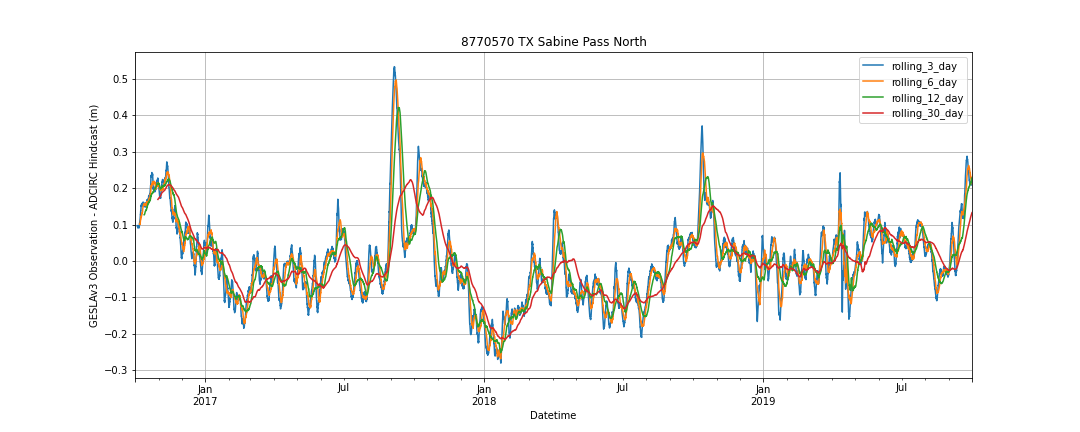 8770570 TX Sabine Pass North
GESLAv3 Observation - ADCIRC Hindcast (m)
0.5
0.4
0.3
0.2
0.1
0.0
−0.1
−0.2
−0.3
rolling_3_day
rolling_6_day
rolling_12_day
rolling_30_day
Jan Jul Jan Jul Jan Jul
2017 2018 2019
Datetime